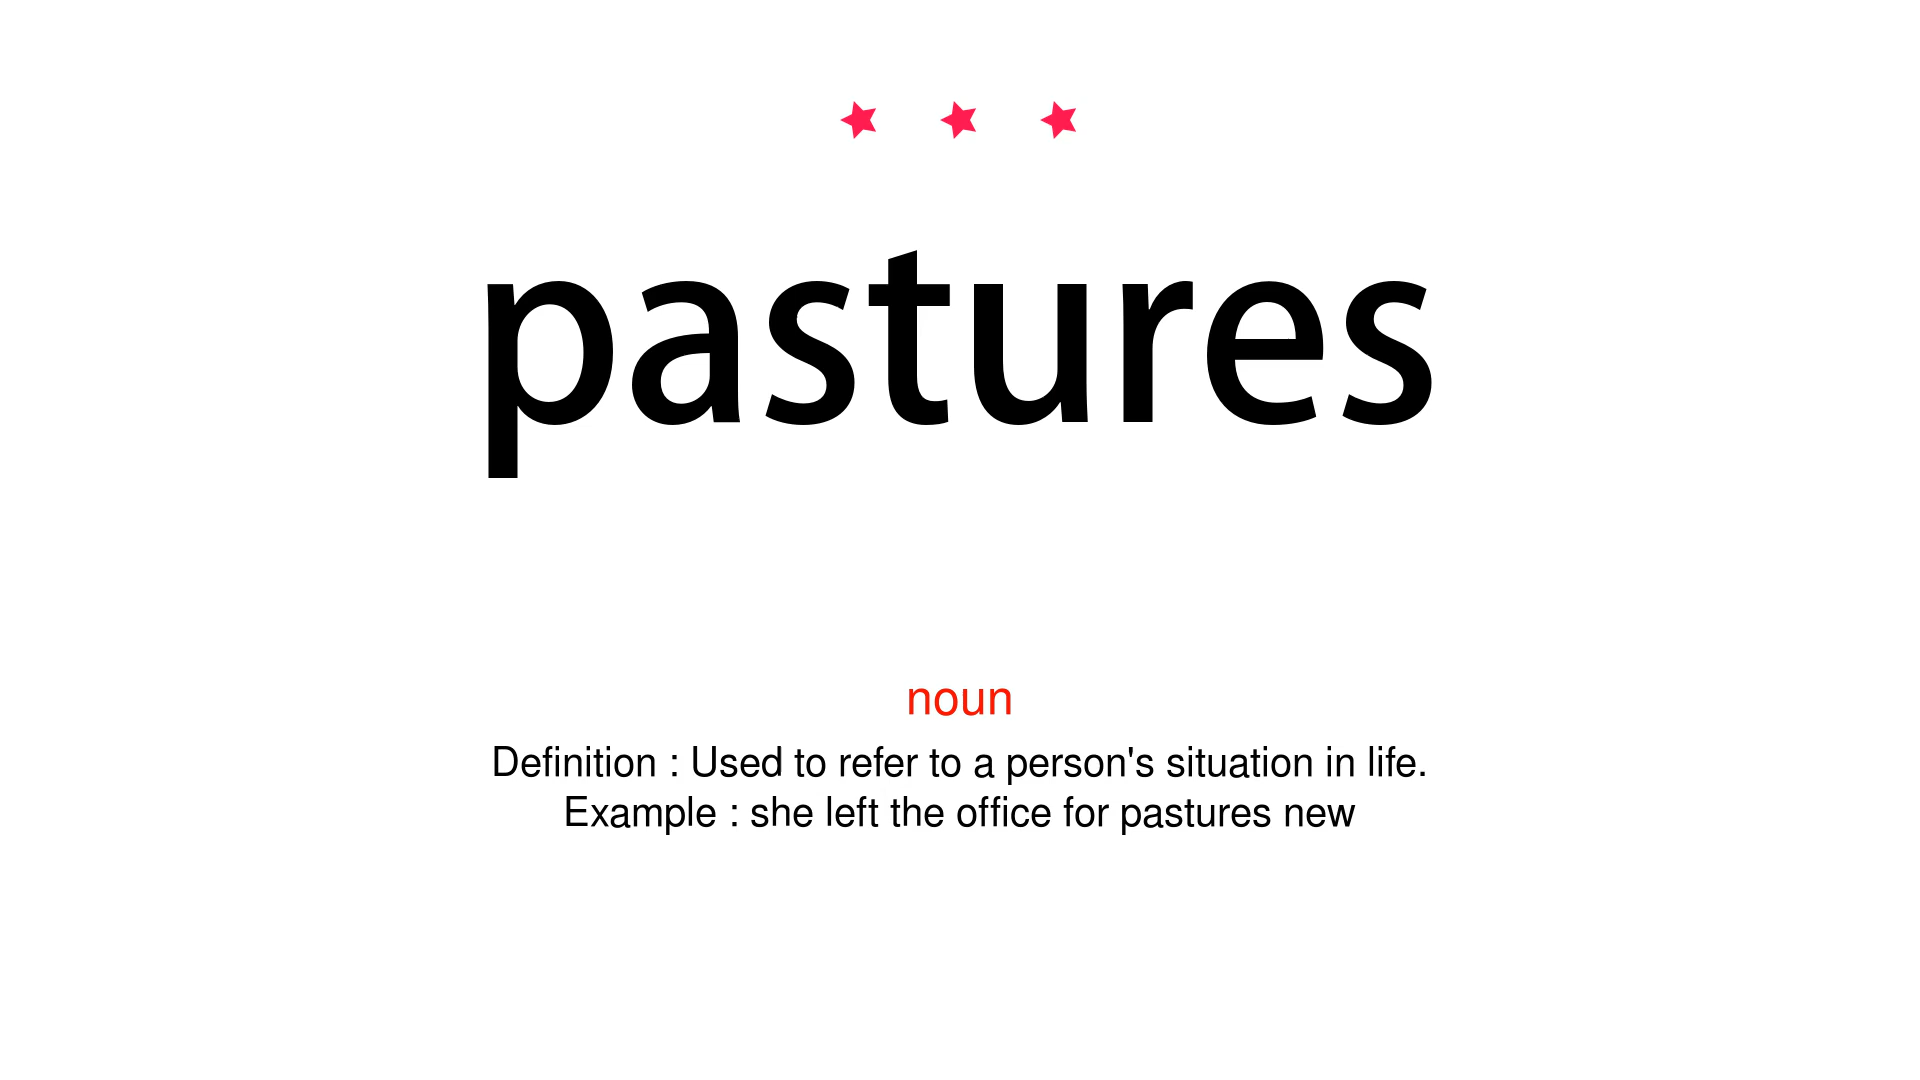 pastures
noun
Definition : Used to refer to a person's situation in life.
Example : she left the office for pastures new